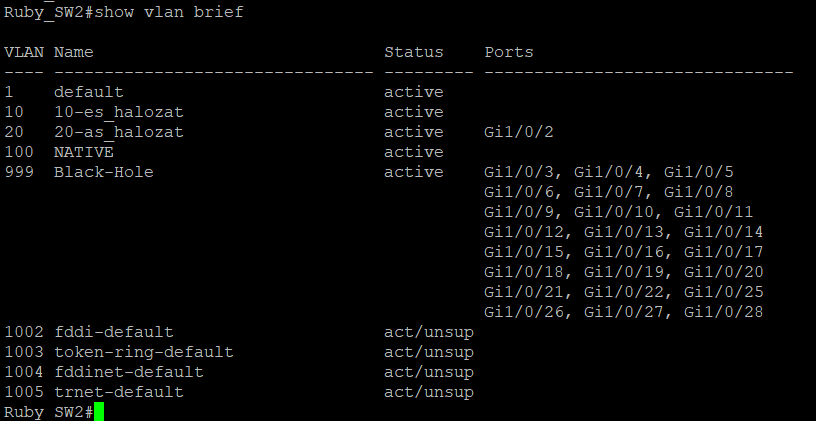 Ruby_SW2#show vlan brief
VLAN Name                             Status    Ports
---- -------------------------------- --------- -------------------------------
1    default                          active
10   10-es_halozat                    active
20   20-as_halozat                    active    Gi1/0/2
100  NATIVE                           active
999  Black-Hole                       active    Gi1/0/3, Gi1/0/4, Gi1/0/5
                                                Gi1/0/6, Gi1/0/7, Gi1/0/8
                                                Gi1/0/9, Gi1/0/10, Gi1/0/11
                                                Gi1/0/12, Gi1/0/13, Gi1/0/14
                                                Gi1/0/15, Gi1/0/16, Gi1/0/17
                                                Gi1/0/18, Gi1/0/19, Gi1/0/20
                                                Gi1/0/21, Gi1/0/22, Gi1/0/25
                                                Gi1/0/26, Gi1/0/27, Gi1/0/28
1002 fddi-default                     act/unsup
1003 token-ring-default               act/unsup
1004 fddinet-default                  act/unsup
1005 trnet-default                    act/unsup
Ruby_SW2#